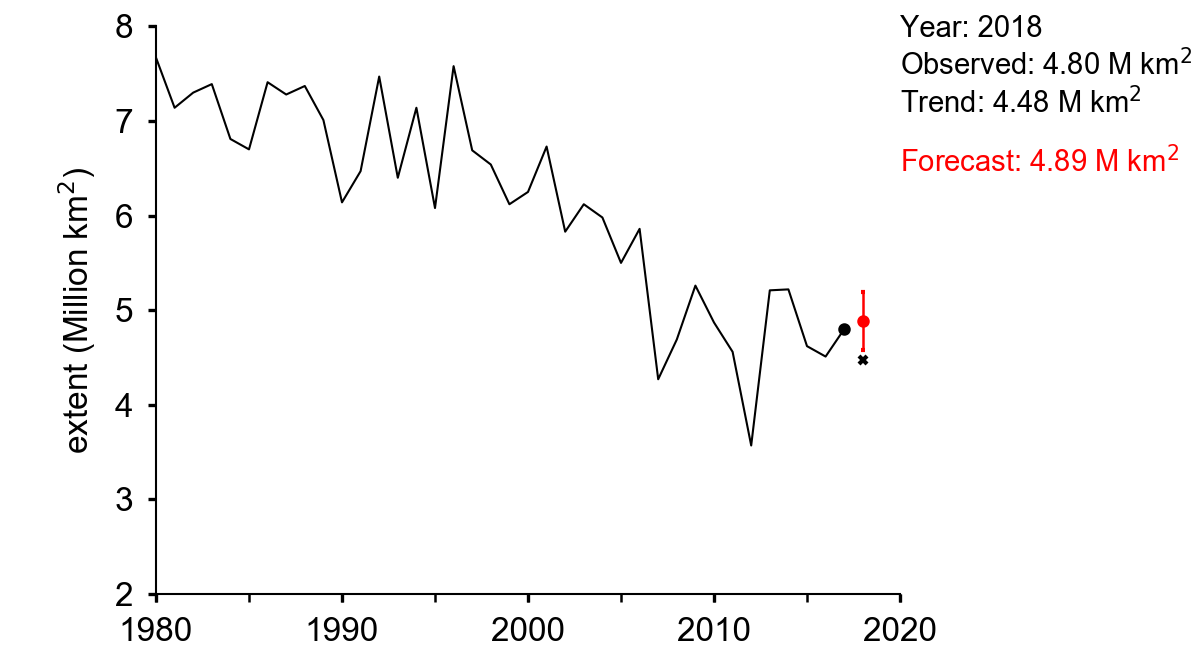 8
7
6
5
4
3
2
extent (Million km²)
1980 1990 2000 2010 2020
Year: 2018
Observed: 4.80 M km²
Trend: 4.48 M km²
Forecast: 4.89 M km²